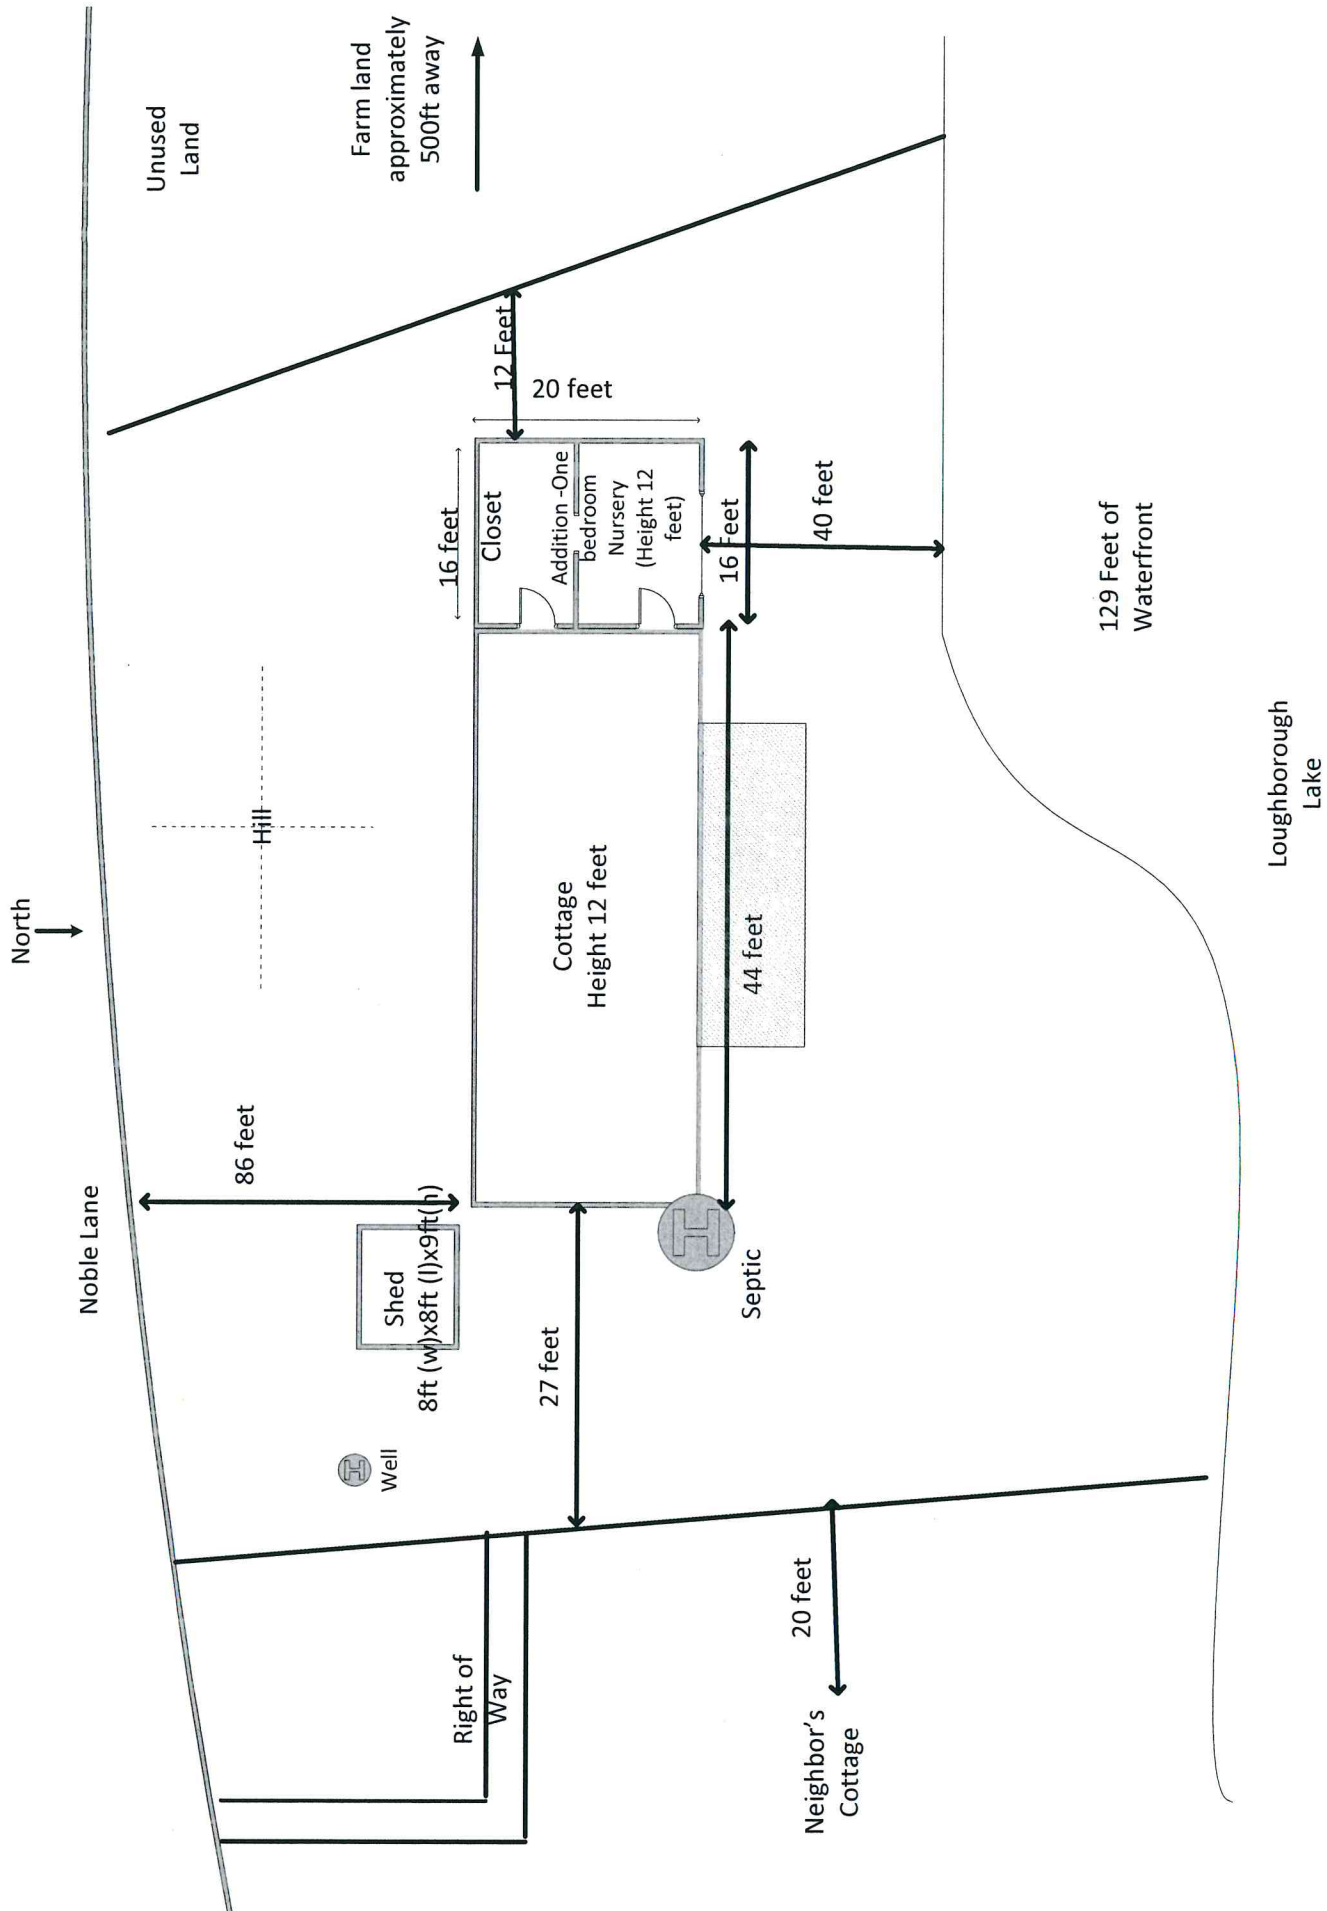 North
Noble Lane
Unused
Land
Farm land
approximately
500ft away
Hill
86 feet
Shed
8ft (w)x8ft (l)x9ft(h)
Well
Right of
Way
27 feet
Cottage
Height 12 feet
16 feet
Closet
Addition -One
bedroom
Nursery
(Height 12
feet)
12 Feet
20 feet
16 Feet
40 feet
44 feet
Septic
20 feet
Neighbor's
Cottage
129 Feet of
Waterfront
Loughborough
Lake